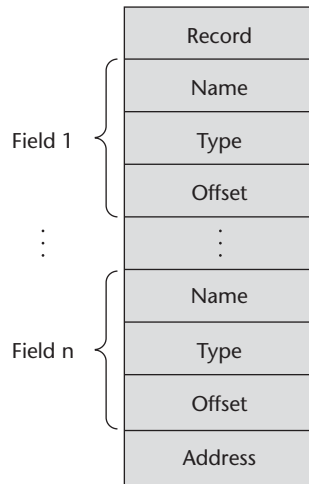 Record
Name
Field 1
Type
Offset
⋮ ⋮
Name
Field n
Type
Offset
Address